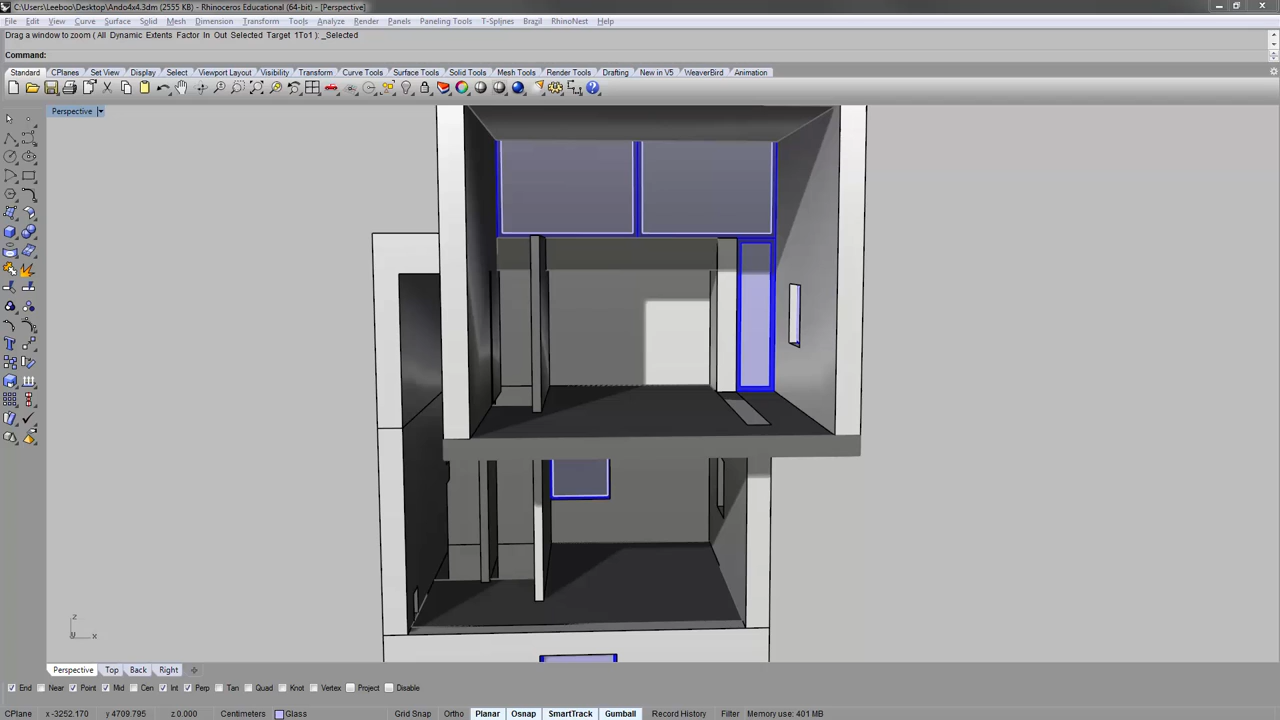 C:\Users\Leeboo\Desktop\Ando4x4.3dm (2555 KB) - Rhinoceros Educational (64-bit) - [Perspective]
File Edit View Curve Surface Solid Mesh Dimension Transform Tools Analyze Render Panels Paneling Tools T-Splines Brazil RhinoNest Help
Drag a window to zoom ( All Dynamic Extents Factor In Out Selected Target 1To1 ): _Selected
Command:
Standard CPlanes Set View Display Select Viewport Layout Visibility Transform Curve Tools Surface Tools Solid Tools Mesh Tools Render Tools Drafting New in V5 WeaverBird Animation
Perspective
z
x
Perspective Top Back Right
End Near Point Mid Cen Int Perp Tan Quad Knot Vertex Project Disable
CPlane x -3252.170 y 4709.795 z 0.000 Centimeters Glass Grid Snap Ortho Planar Osnap SmartTrack Gumball Record History Filter Memory use: 401 MB